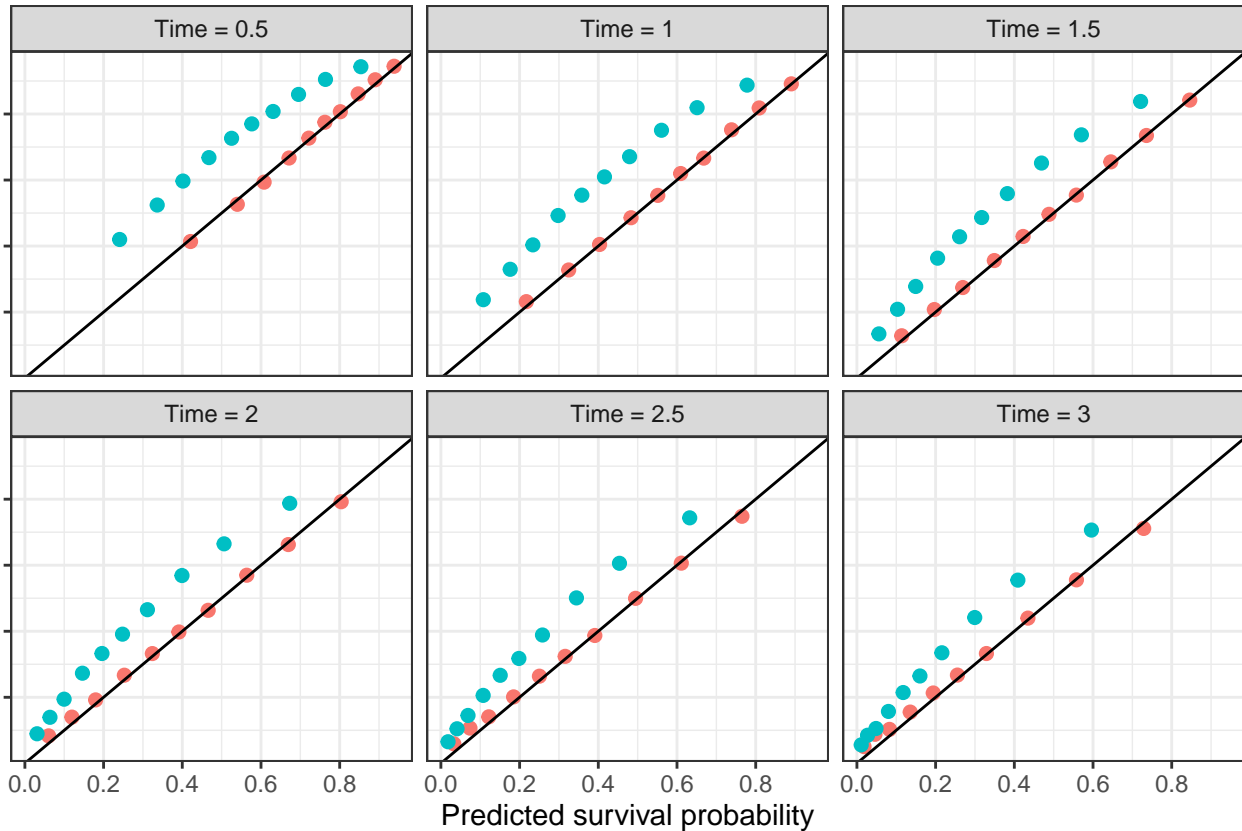 Time = 0.5
Time = 1
Time = 1.5
Time = 2
Time = 2.5
Time = 3
0.0 0.2 0.4 0.6 0.8
0.0 0.2 0.4 0.6 0.8
0.0 0.2 0.4 0.6 0.8
Predicted survival probability